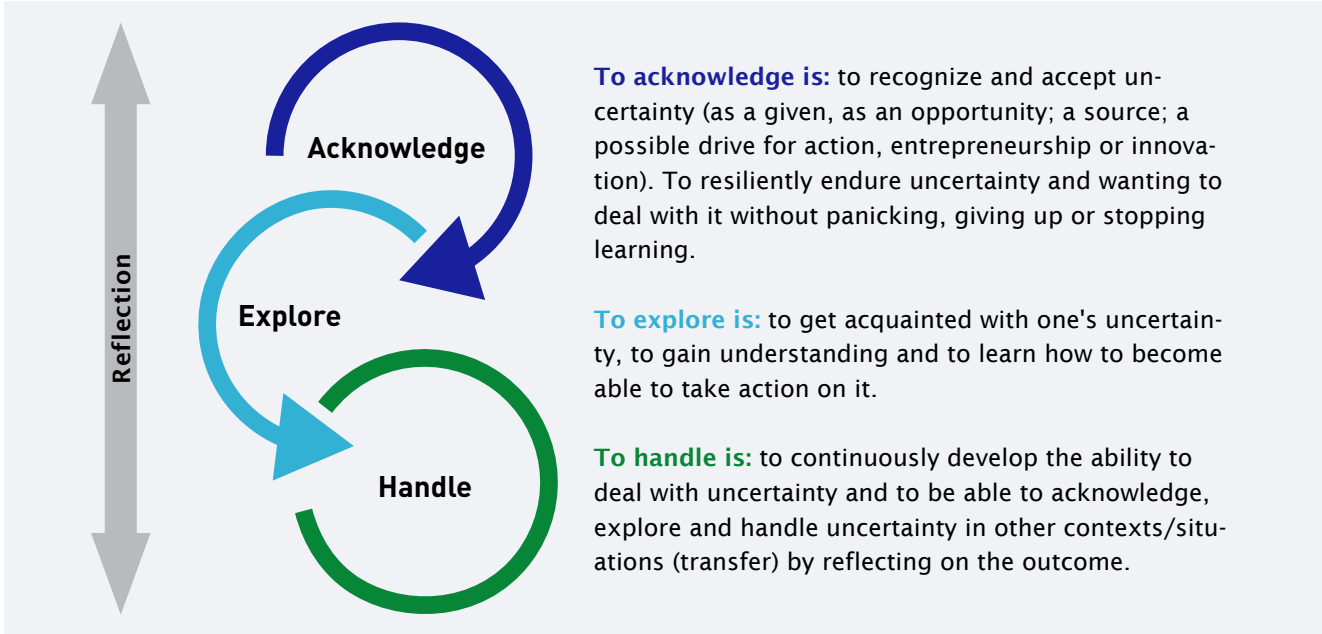 Reflection
Acknowledge
Explore
Handle
To acknowledge is: to recognize and accept un-
certainty (as a given, as an opportunity; a source; a
possible drive for action, entrepreneurship or innova-
tion). To resiliently endure uncertainty and wanting to
deal with it without panicking, giving up or stopping
learning.
To explore is: to get acquainted with one's uncertain-
ty, to gain understanding and to learn how to become
able to take action on it.
To handle is: to continuously develop the ability to
deal with uncertainty and to be able to acknowledge,
explore and handle uncertainty in other contexts/situ-
ations (transfer) by reflecting on the outcome.